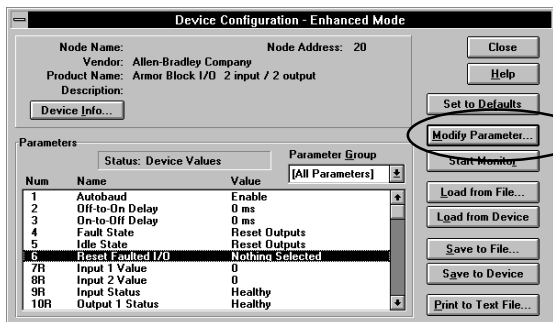 Device Configuration - Enhanced Mode
Node Name: Node Address: 20
Vendor: Allen-Bradley Company
Product Name: Armor Block I/O 2 input / 2 output
Description:
Device Info...
Close
Help
Set to Defaults
Modify Parameter...
Start Monitor
Load from File...
Load from Device
Save to File...
Save to Device
Print to Text File...
Parameters
Status: Device Values
Parameter Group
[All Parameters]
Num Name Value
1 Autobaud Enable
2 Off-to-On Delay 0 ms
3 On-to-Off Delay 0 ms
4 Fault State Reset Outputs
5 Idle State Reset Outputs
6 Reset Faulted I/O Nothing Selected
7R Input 1 Value 0
8R Input 2 Value 0
9R Input Status Healthy
10R Output 1 Status Healthy